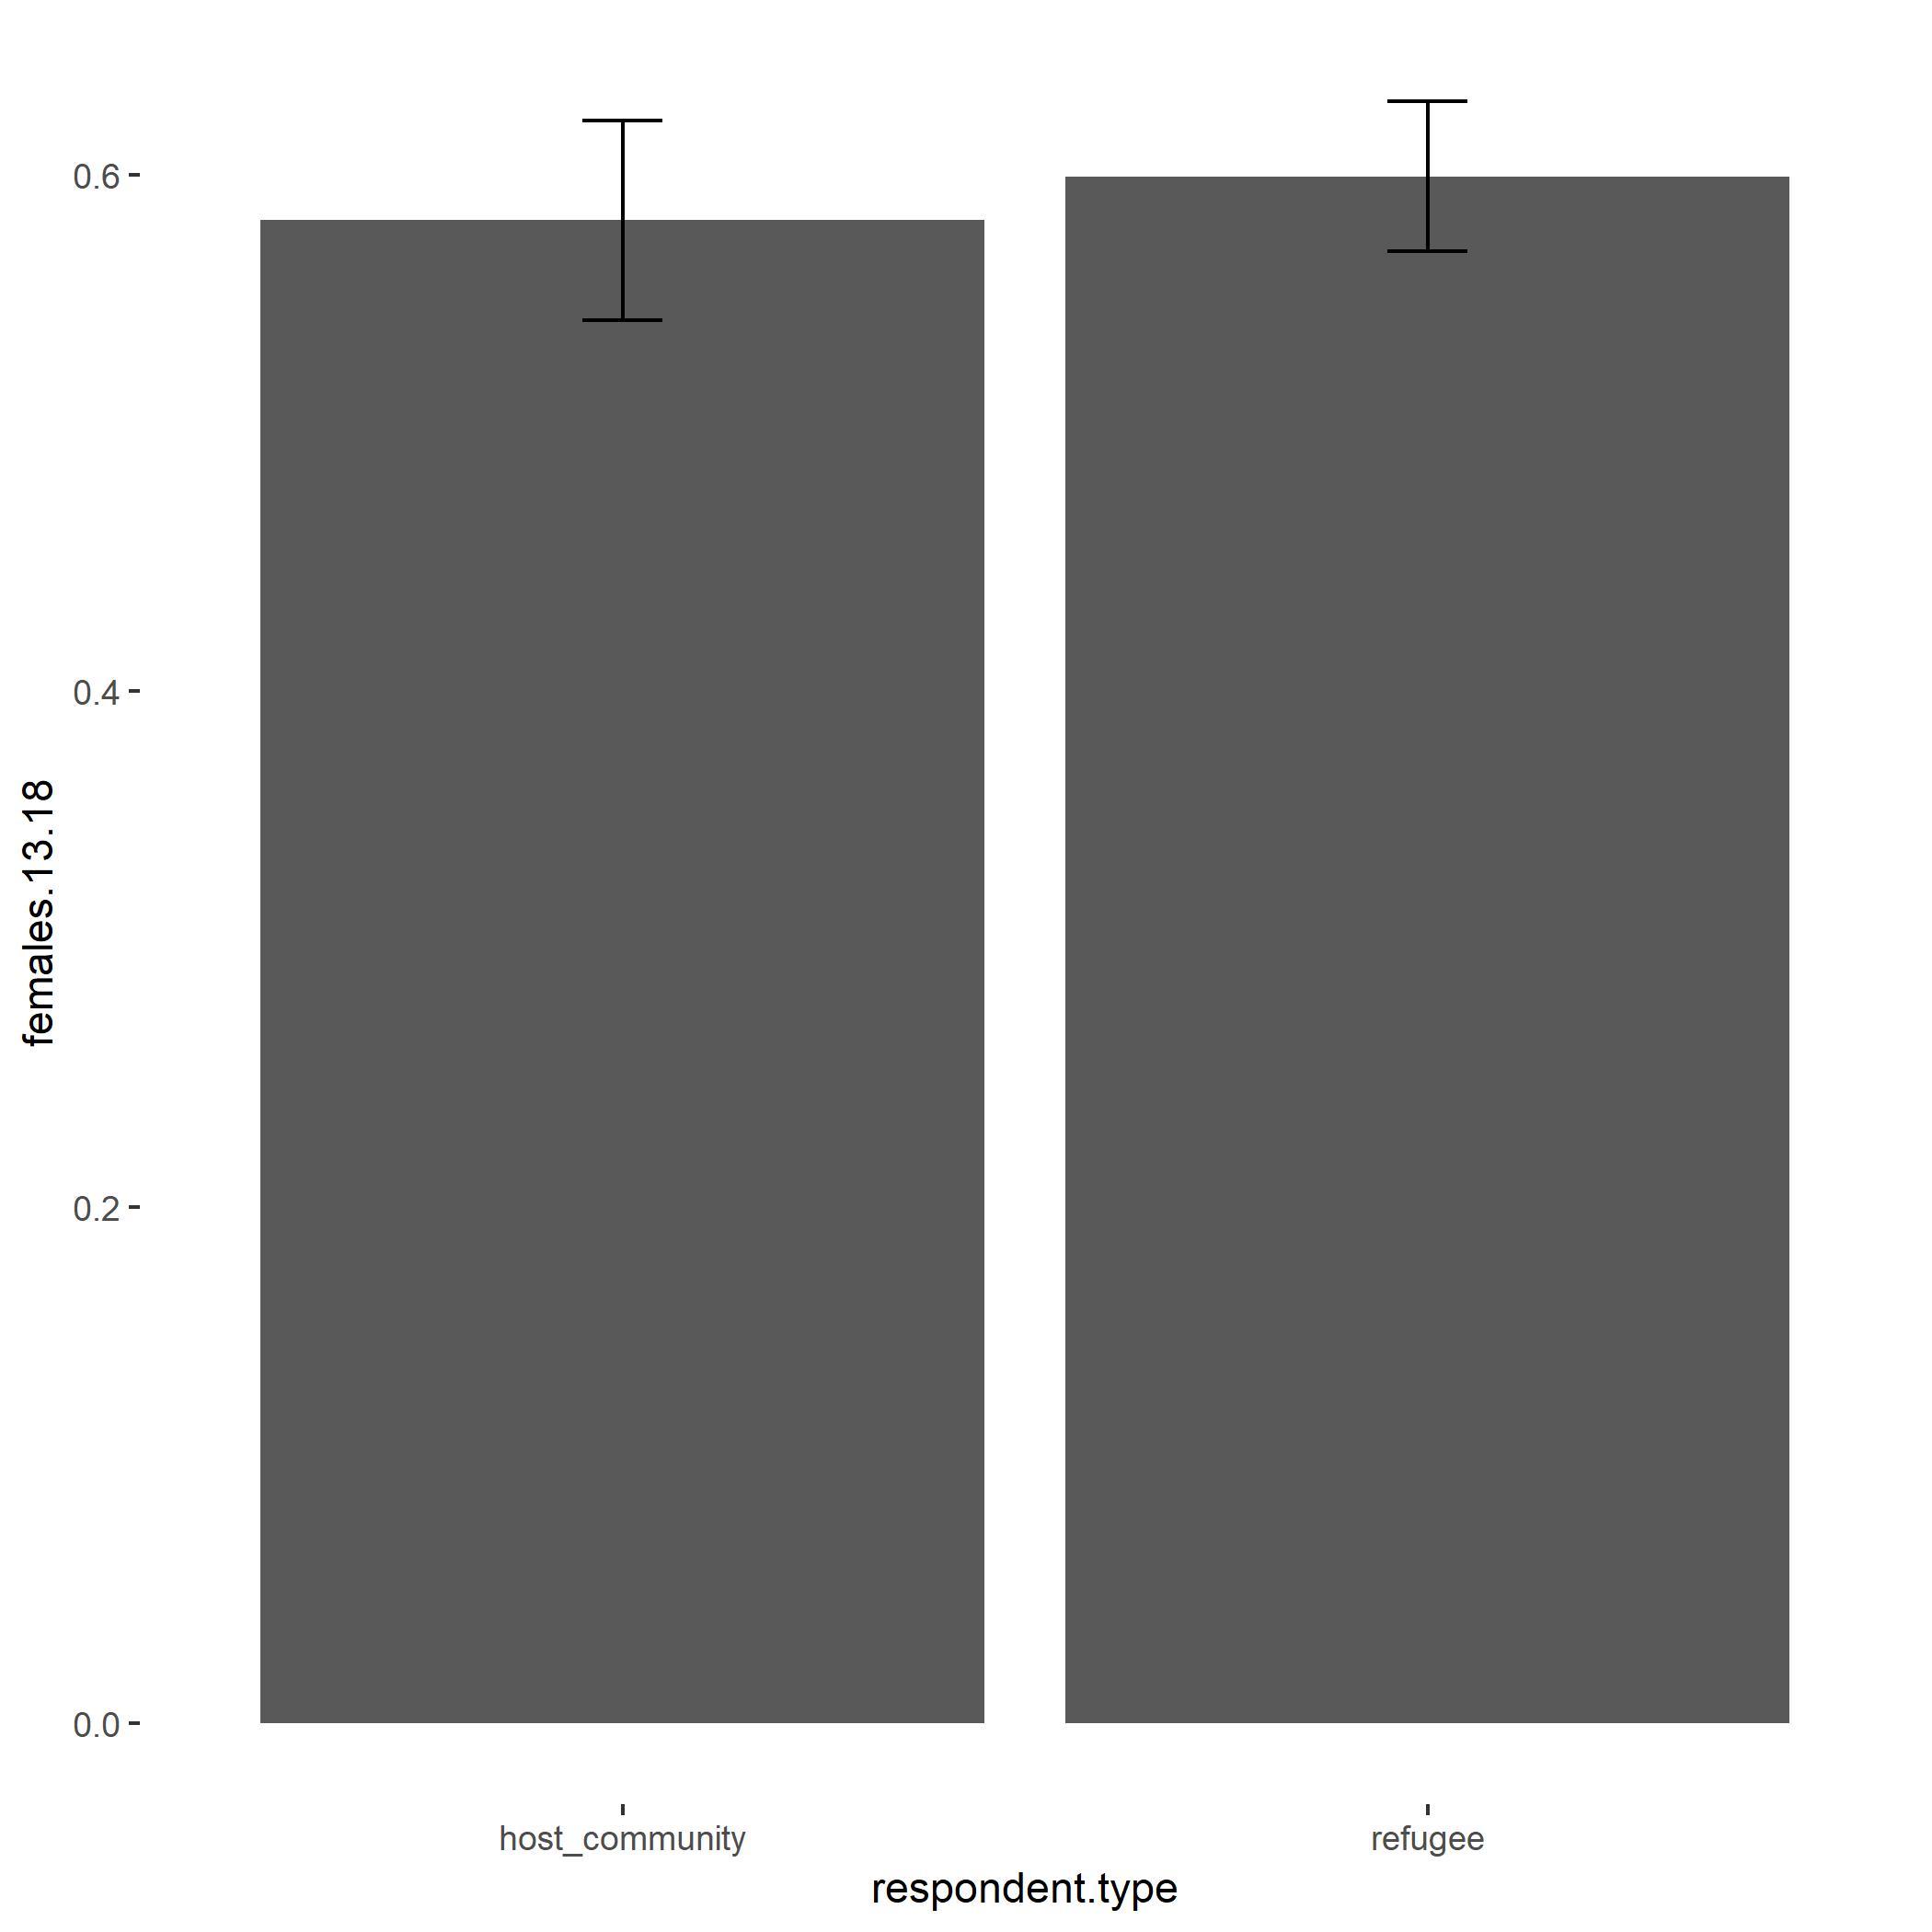 0.6
0.4
0.2
0.0
females.13.18
host_community
refugee
respondent.type